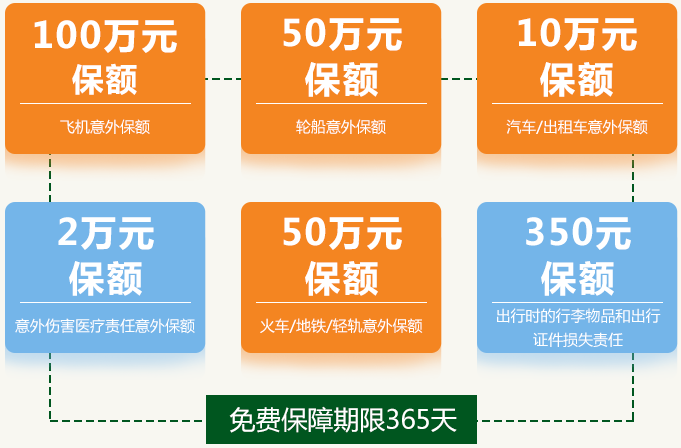 100万元
保额
飞机意外保额
50万元
保额
轮船意外保额
10万元
保额
汽车/出租车意外保额
2万元
保额
意外伤害医疗责任意外保额
50万元
保额
火车/地铁/轻轨意外保额
350元
保额
出行时的行李物品和出行
证件损失责任
免费保障期限365天